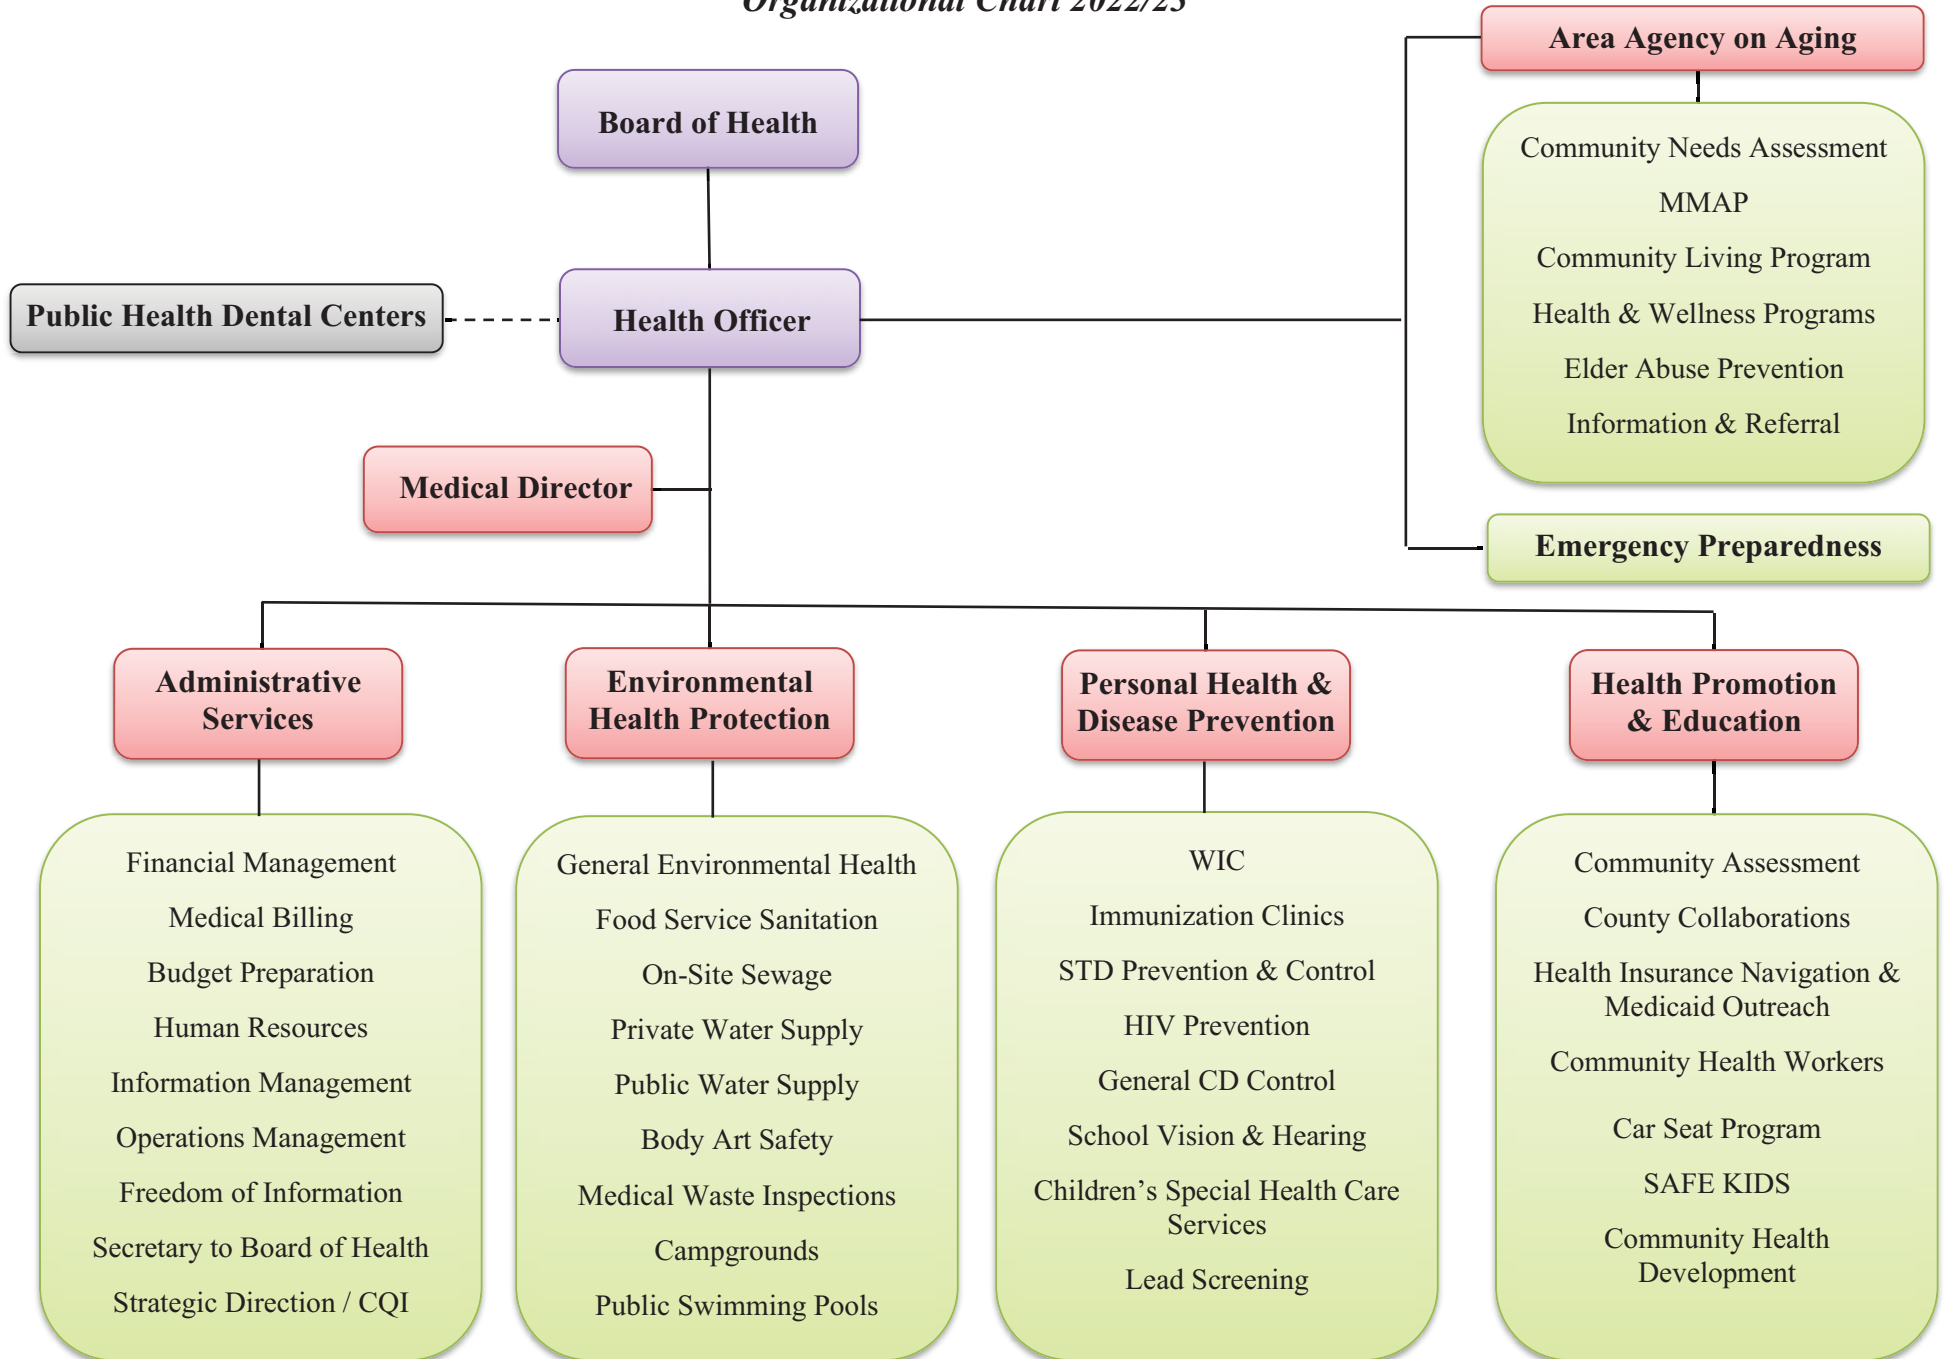 Organizational Chart 2022/23
Area Agency on Aging
Board of Health
Community Needs Assessment
MMAP
Community Living Program
Health & Wellness Programs
Elder Abuse Prevention
Information & Referral
Public Health Dental Centers
Health Officer
Medical Director
Emergency Preparedness
Administrative
Services
Environmental
Health Protection
Personal Health &
Disease Prevention
Health Promotion
& Education
Financial Management
Medical Billing
Budget Preparation
Human Resources
Information Management
Operations Management
Freedom of Information
Secretary to Board of Health
Strategic Direction / CQI
General Environmental Health
Food Service Sanitation
On-Site Sewage
Private Water Supply
Public Water Supply
Body Art Safety
Medical Waste Inspections
Campgrounds
Public Swimming Pools
WIC
Immunization Clinics
STD Prevention & Control
HIV Prevention
General CD Control
School Vision & Hearing
Children’s Special Health Care
Services
Lead Screening
Community Assessment
County Collaborations
Health Insurance Navigation &
Medicaid Outreach
Community Health Workers
Car Seat Program
SAFE KIDS
Community Health
Development